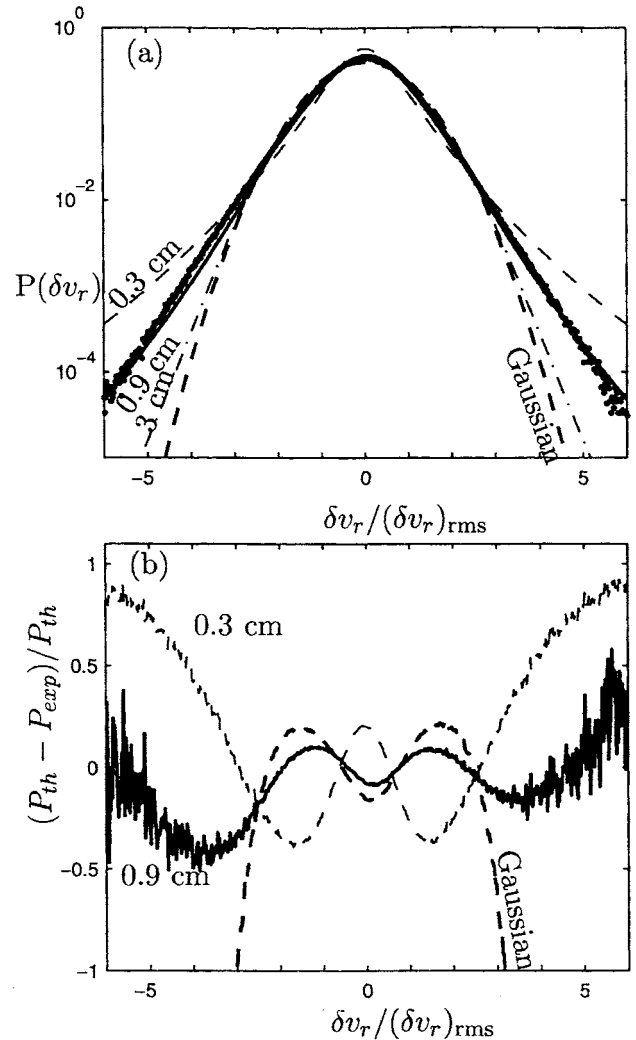 10^0
(a)
10^-2
P(δv_r)
0.3 cm
10^-4
0.9 cm
3 cm
Gaussian
-5
0
5
δv_r/(δv_r)_rms
1
(b)
0.3 cm
0.5
(P_th − P_exp)/P_th
0
0.9 cm
-0.5
Gaussian
-1
-5
0
5
δv_r/(δv_r)_rms